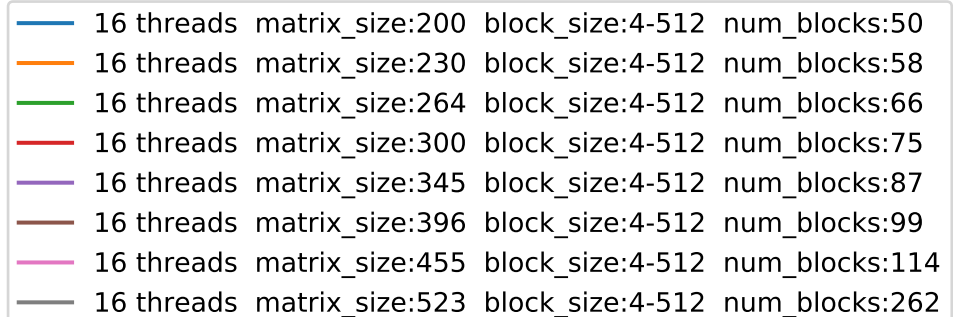 16 threads  matrix_size:200  block_size:4-512  num_blocks:50
16 threads  matrix_size:230  block_size:4-512  num_blocks:58
16 threads  matrix_size:264  block_size:4-512  num_blocks:66
16 threads  matrix_size:300  block_size:4-512  num_blocks:75
16 threads  matrix_size:345  block_size:4-512  num_blocks:87
16 threads  matrix_size:396  block_size:4-512  num_blocks:99
16 threads  matrix_size:455  block_size:4-512  num_blocks:114
16 threads  matrix_size:523  block_size:4-512  num_blocks:262